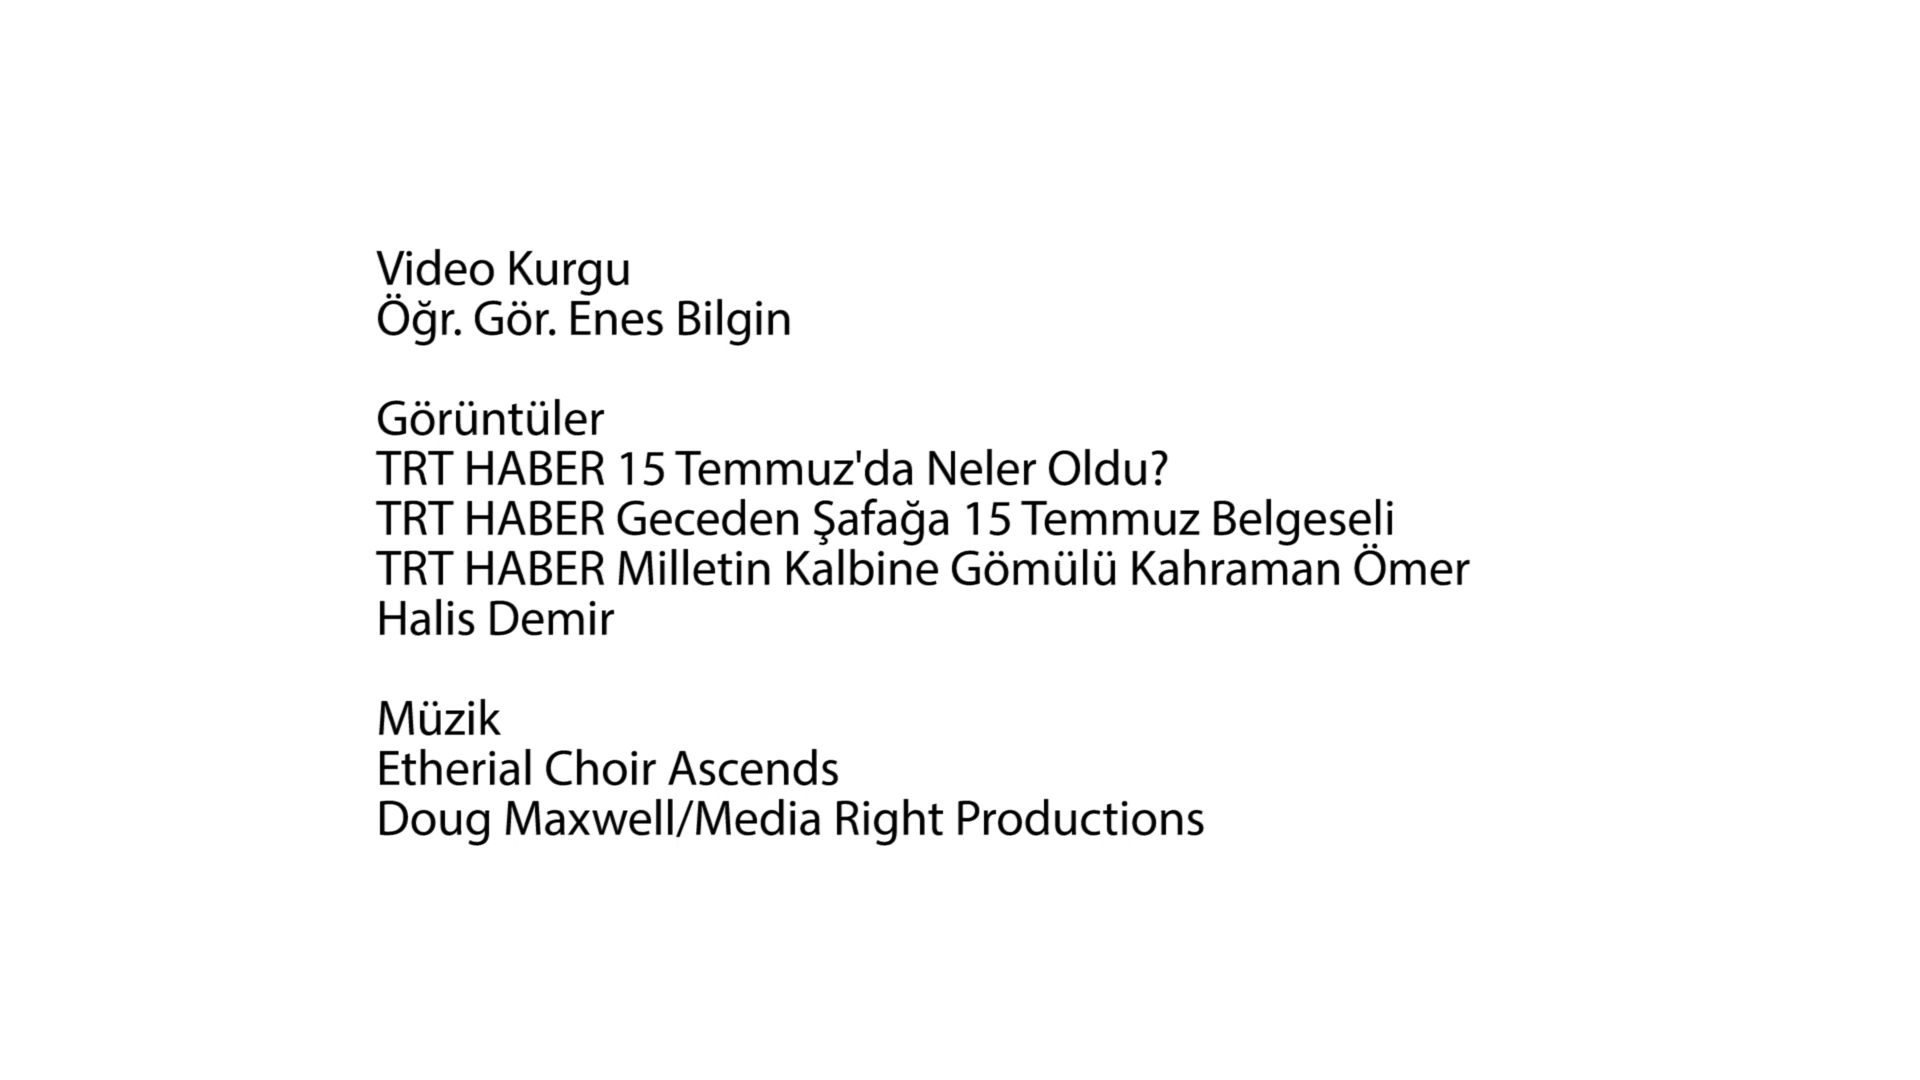 Video Kurgu
Öğr. Gör. Enes Bilgin
Görüntüler
TRT HABER 15 Temmuz'da Neler Oldu?
TRT HABER Geceden Şafağa 15 Temmuz Belgeseli
TRT HABER Milletin Kalbine Gömülü Kahraman Ömer
Halis Demir
Müzik
Etherial Choir Ascends
Doug Maxwell/Media Right Productions